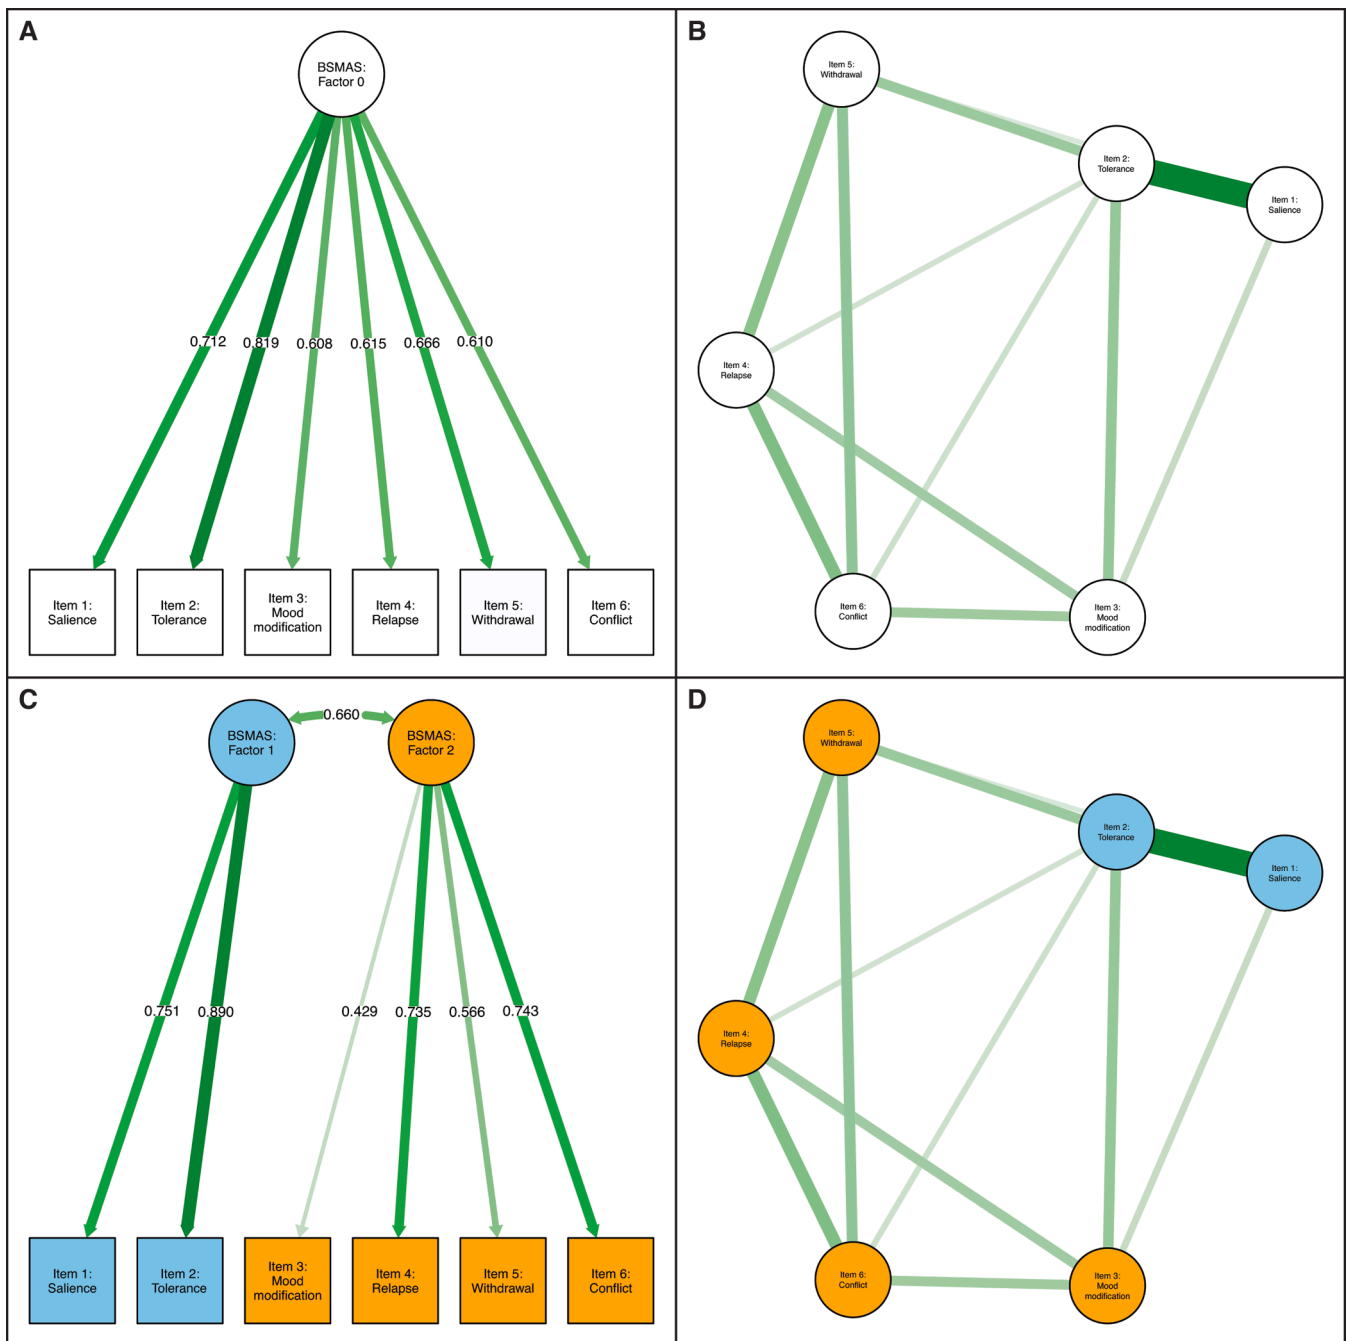 A
BSMAS:
Factor 0
0.712
0.819
0.608
0.615
0.666
0.610
Item 1:
Salience
Item 2:
Tolerance
Item 3:
Mood
modification
Item 4:
Relapse
Item 5:
Withdrawal
Item 6:
Conflict
B
Item 5:
Withdrawal
Item 2:
Tolerance
Item 1:
Salience
Item 4:
Relapse
Item 6:
Conflict
Item 3:
Mood
modification
C
BSMAS:
Factor 1
0.660
BSMAS:
Factor 2
0.751
0.890
0.429
0.735
0.566
0.743
Item 1:
Salience
Item 2:
Tolerance
Item 3:
Mood
modification
Item 4:
Relapse
Item 5:
Withdrawal
Item 6:
Conflict
D
Item 5:
Withdrawal
Item 2:
Tolerance
Item 1:
Salience
Item 4:
Relapse
Item 6:
Conflict
Item 3:
Mood
modification